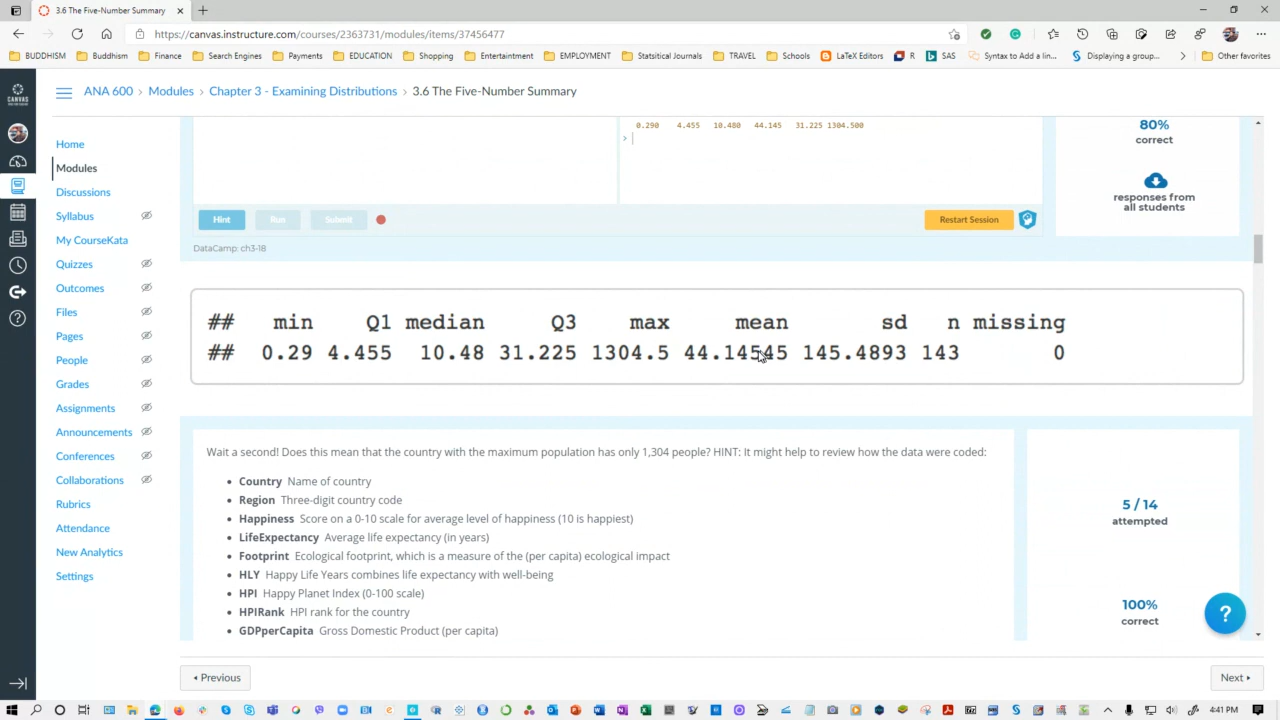 3.6 The Five-Number Summary
https://canvas.instructure.com/courses/2363731/modules/items/37456477
BUDDHISM Buddhism Finance Search Engines Payments EDUCATION Shopping Entertainment EMPLOYMENT Statsitical Journals TRAVEL Schools LaTeX Editors R SAS Syntax to Add a lin... Displaying a group... Other favorites
CANVAS
ANA 600 › Modules › Chapter 3 - Examining Distributions › 3.6 The Five-Number Summary
Home
Modules
Discussions
Syllabus
My CourseKata
Quizzes
Outcomes
Files
Pages
People
Grades
Assignments
Announcements
Conferences
Collaborations
Rubrics
Attendance
New Analytics
Settings
0.290 4.455 10.480 44.145 31.225 1304.500
>
80%
correct
responses from
all students
Hint Run Submit Restart Session
DataCamp: ch3-18
## min Q1 median Q3 max mean sd n missing
## 0.29 4.455 10.48 31.225 1304.5 44.14545 145.4893 143 0
Wait a second! Does this mean that the country with the maximum population has only 1,304 people? HINT: It might help to review how the data were coded:
• Country Name of country
• Region Three-digit country code
• Happiness Score on a 0-10 scale for average level of happiness (10 is happiest)
• LifeExpectancy Average life expectancy (in years)
• Footprint Ecological footprint, which is a measure of the (per capita) ecological impact
• HLY Happy Life Years combines life expectancy with well-being
• HPI Happy Planet Index (0-100 scale)
• HPIRank HPI rank for the country
• GDPperCapita Gross Domestic Product (per capita)
5 / 14
attempted
100%
correct
?
Previous
Next
4:41 PM